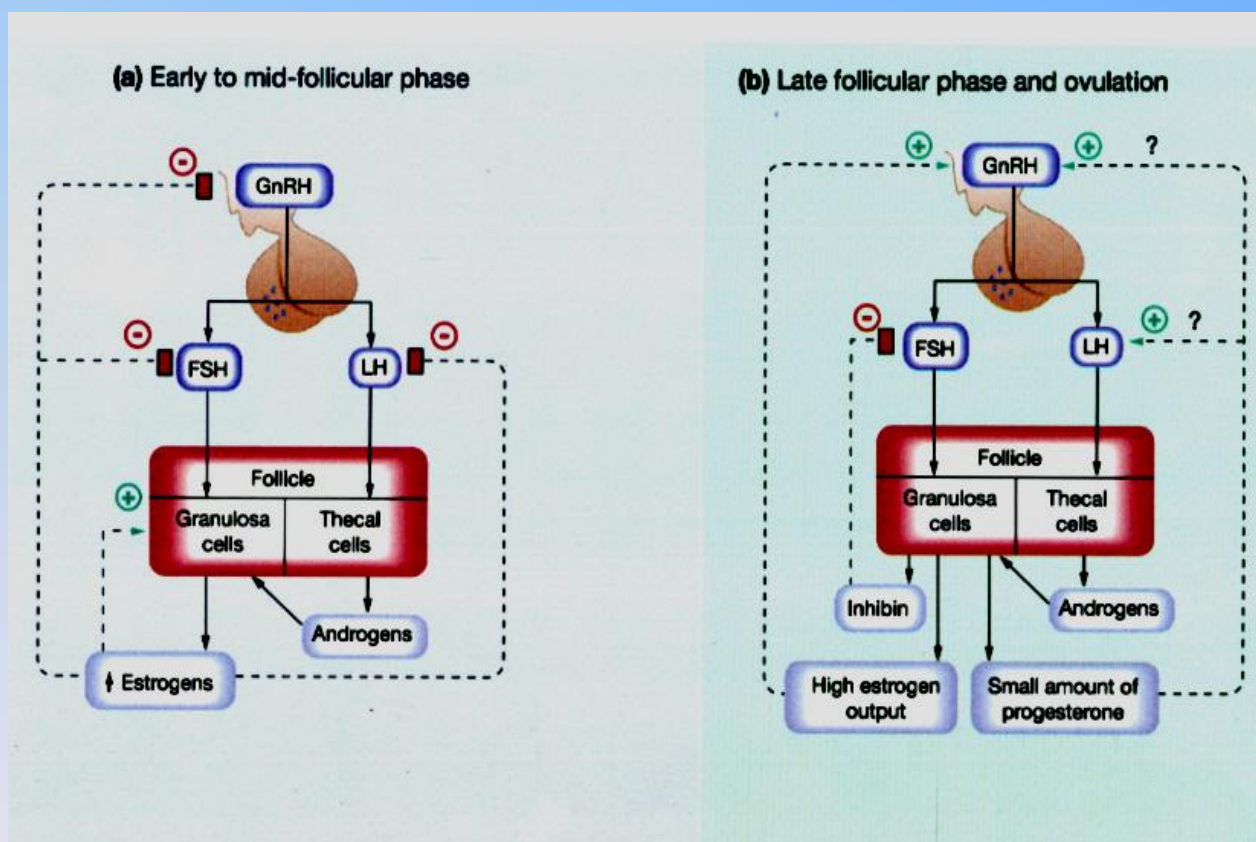 (a) Early to mid-follicular phase
-
GnRH
-
-
FSH
LH
Follicle
+
Granulosa
cells
Thecal
cells
Androgens
↑ Estrogens
(b) Late follicular phase and ovulation
+
+
?
GnRH
-
+
?
FSH
LH
Follicle
Granulosa
cells
Thecal
cells
Inhibin
Androgens
High estrogen
output
Small amount of
progesterone